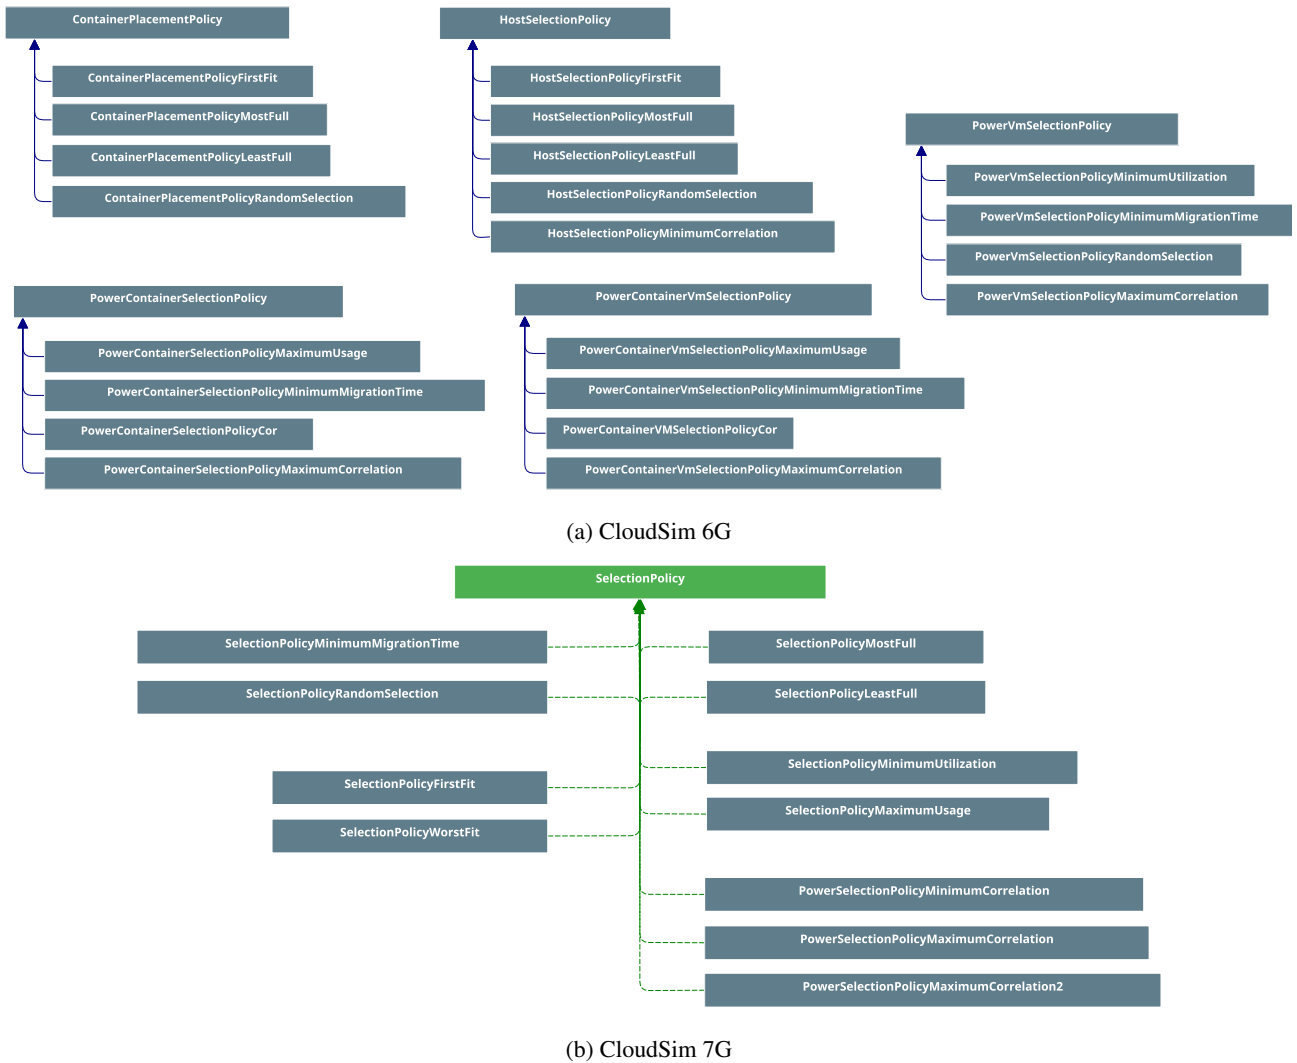 ContainerPlacementPolicy
ContainerPlacementPolicyFirstFit
ContainerPlacementPolicyMostFull
ContainerPlacementPolicyLeastFull
ContainerPlacementPolicyRandomSelection
HostSelectionPolicy
HostSelectionPolicyFirstFit
HostSelectionPolicyMostFull
HostSelectionPolicyLeastFull
HostSelectionPolicyRandomSelection
HostSelectionPolicyMinimumCorrelation
PowerVmSelectionPolicy
PowerVmSelectionPolicyMinimumUtilization
PowerVmSelectionPolicyMinimumMigrationTime
PowerVmSelectionPolicyRandomSelection
PowerVmSelectionPolicyMaximumCorrelation
PowerContainerSelectionPolicy
PowerContainerSelectionPolicyMaximumUsage
PowerContainerSelectionPolicyMinimumMigrationTime
PowerContainerSelectionPolicyCor
PowerContainerSelectionPolicyMaximumCorrelation
PowerContainerVmSelectionPolicy
PowerContainerVmSelectionPolicyMaximumUsage
PowerContainerVmSelectionPolicyMinimumMigrationTime
PowerContainerVMSelectionPolicyCor
PowerContainerVmSelectionPolicyMaximumCorrelation
(a) CloudSim 6G
SelectionPolicy
SelectionPolicyMinimumMigrationTime
SelectionPolicyRandomSelection
SelectionPolicyFirstFit
SelectionPolicyWorstFit
SelectionPolicyMostFull
SelectionPolicyLeastFull
SelectionPolicyMinimumUtilization
SelectionPolicyMaximumUsage
PowerSelectionPolicyMinimumCorrelation
PowerSelectionPolicyMaximumCorrelation
PowerSelectionPolicyMaximumCorrelation2
(b) CloudSim 7G